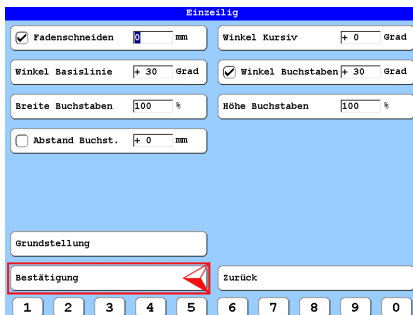 Einzeilig
Fadenschneiden 0 mm
Winkel Kursiv + 0 Grad
Winkel Basislinie + 30 Grad
Winkel Buchstaben + 30 Grad
Breite Buchstaben 100 %
Höhe Buchstaben 100 %
Abstand Buchst. + 0 mm
Grundstellung
Bestätigung
Zurück
1 2 3 4 5 6 7 8 9 0